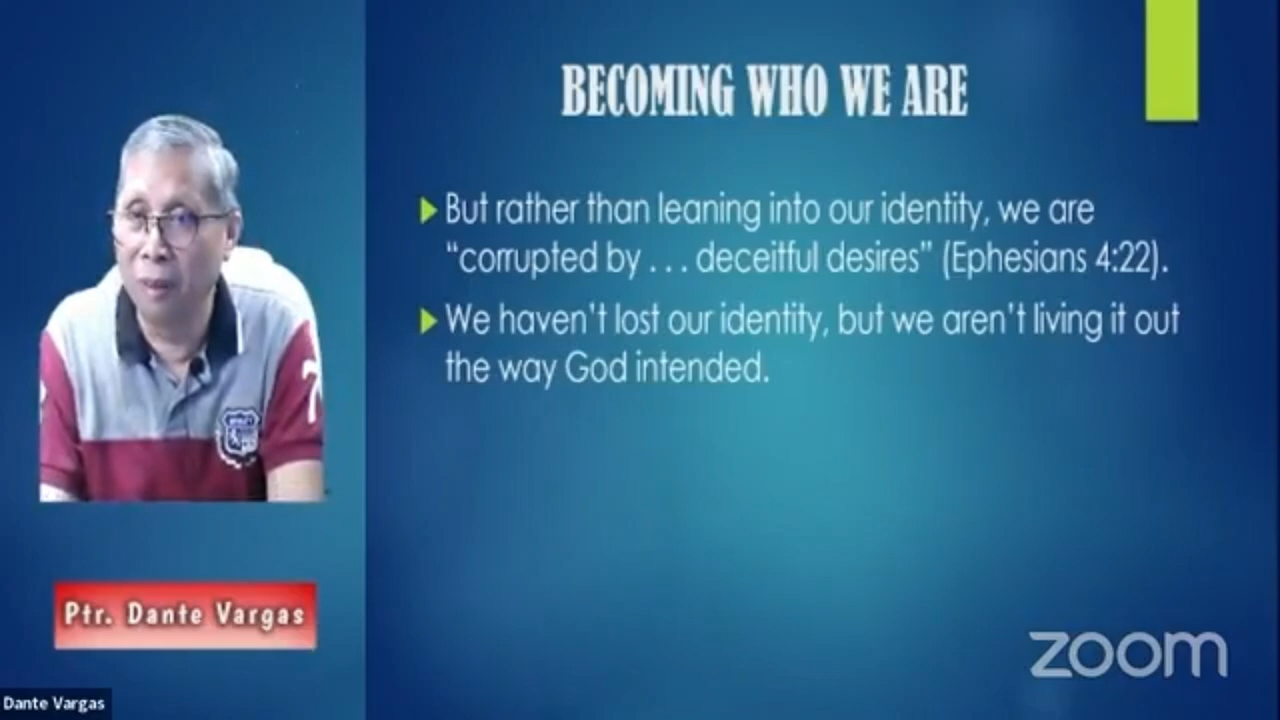 BECOMING WHO WE ARE
But rather than leaning into our identity, we are
“corrupted by . . . deceitful desires” (Ephesians 4:22).
We haven’t lost our identity, but we aren’t living it out
the way God intended.
Ptr. Dante Vargas
zoom
Dante Vargas